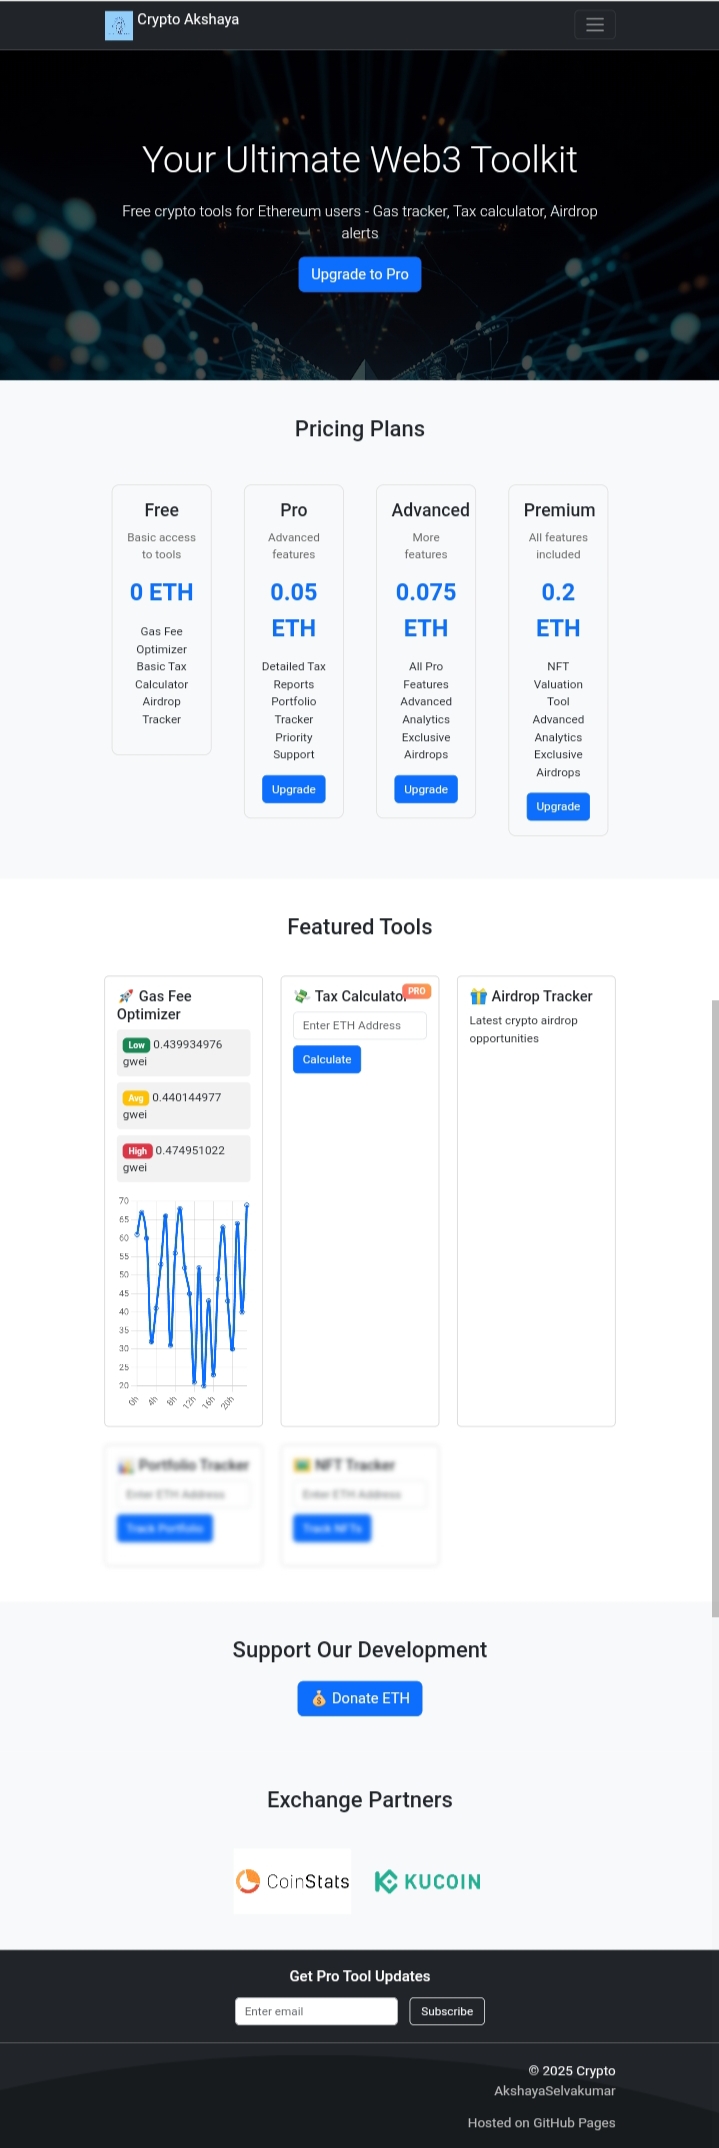 Crypto Akshaya
Your Ultimate Web3 Toolkit
Free crypto tools for Ethereum users - Gas tracker, Tax calculator, Airdrop
alerts
Upgrade to Pro
Pricing Plans
Free
Basic access
to tools
0 ETH
Gas Fee
Optimizer
Basic Tax
Calculator
Airdrop
Tracker
Pro
Advanced
features
0.05
ETH
Detailed Tax
Reports
Portfolio
Tracker
Priority
Support
Upgrade
Advanced
More
features
0.075
ETH
All Pro
Features
Advanced
Analytics
Exclusive
Airdrops
Upgrade
Premium
All features
included
0.2
ETH
NFT
Valuation
Tool
Advanced
Analytics
Exclusive
Airdrops
Upgrade
Featured Tools
🚀 Gas Fee
Optimizer
Low 0.439934976
gwei
Avg 0.440144977
gwei
High 0.474951022
gwei
70
65
60
55
50
45
40
35
30
25
20
0h 4h 8h 12h 16h 20h
💸 Tax Calculator PRO
Enter ETH Address
Calculate
🎁 Airdrop Tracker
Latest crypto airdrop
opportunities
📊 Portfolio Tracker
Enter ETH Address
Track Portfolio
NFT Tracker
Enter ETH Address
Track NFTs
Support Our Development
💰 Donate ETH
Exchange Partners
CoinStats
KUCOIN
Get Pro Tool Updates
Enter email Subscribe
© 2025 Crypto
AkshayaSelvakumar
Hosted on GitHub Pages